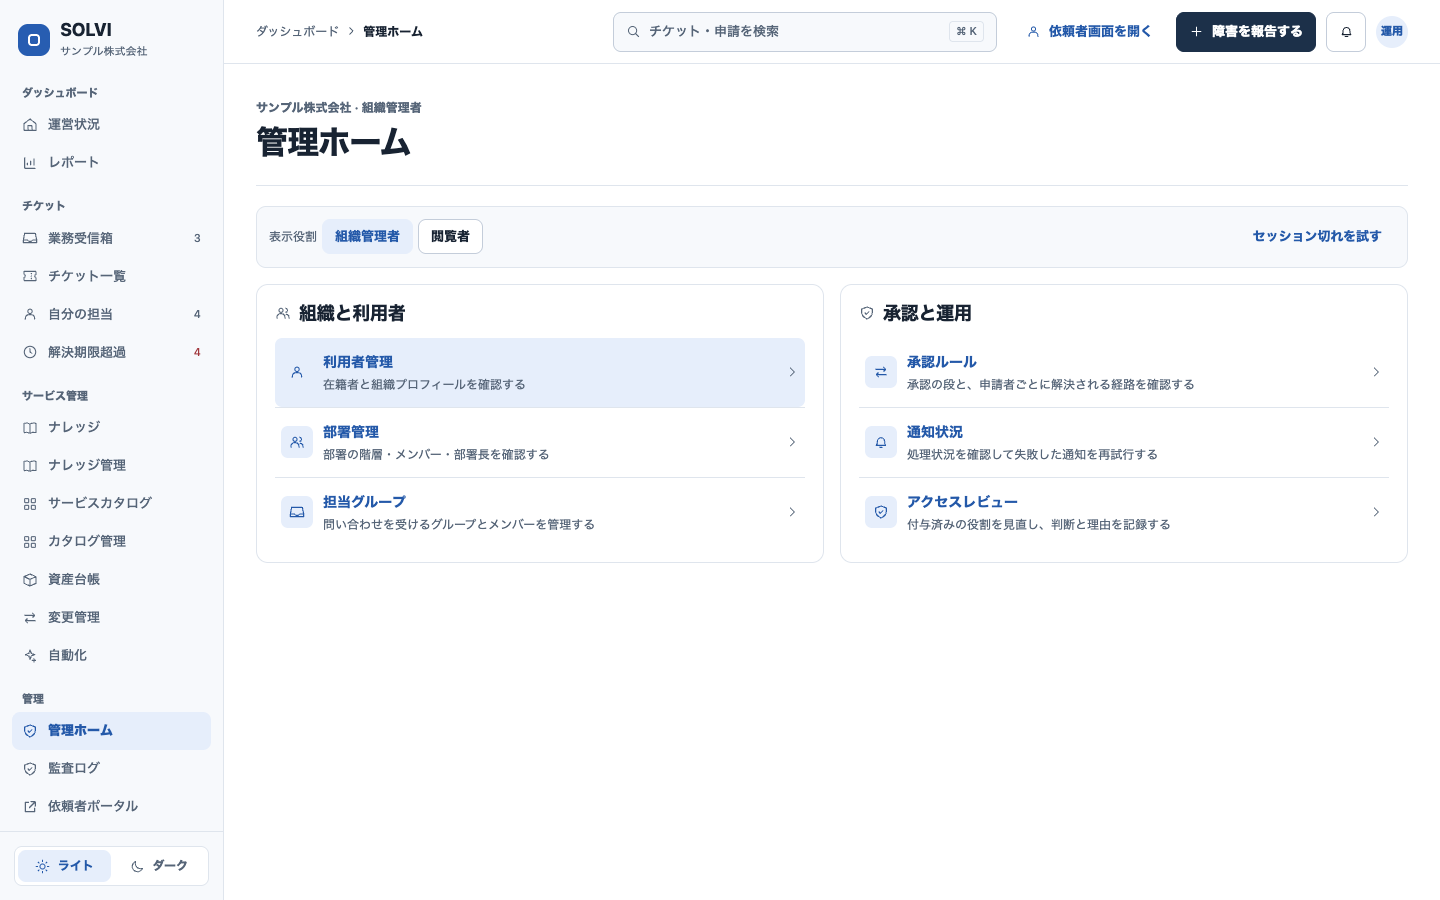 SOLVI
サンプル株式会社
ダッシュボード
運営状況
レポート
チケット
業務受信箱 3
チケット一覧
自分の担当 4
解決期限超過 4
サービス管理
ナレッジ
ナレッジ管理
サービスカタログ
カタログ管理
資産台帳
変更管理
自動化
管理
管理ホーム
監査ログ
依頼者ポータル
ライト ダーク
ダッシュボード 管理ホーム
チケット・申請を検索 ⌘ K
依頼者画面を開く
障害を報告する
運用
サンプル株式会社 · 組織管理者
管理ホーム
表示役割 組織管理者 閲覧者 セッション切れを試す
組織と利用者
利用者管理
在籍者と組織プロフィールを確認する
部署管理
部署の階層・メンバー・部署長を確認する
担当グループ
問い合わせを受けるグループとメンバーを管理する
承認と運用
承認ルール
承認の段と、申請者ごとに解決される経路を確認する
通知状況
処理状況を確認して失敗した通知を再試行する
アクセスレビュー
付与済みの役割を見直し、判断と理由を記録する